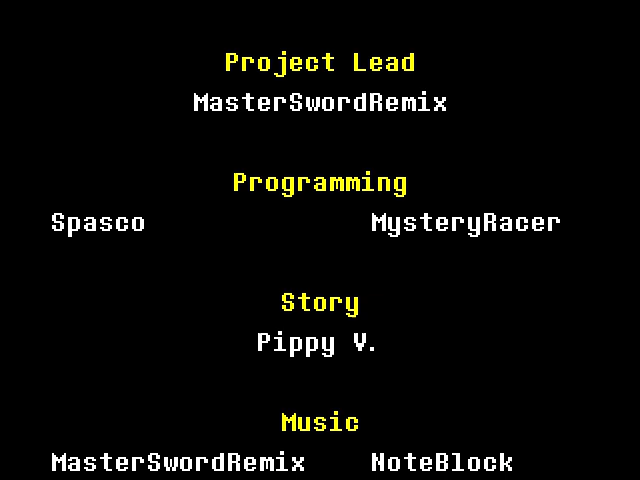 Project Lead
MasterSwordRemix
Programming
Spasco MysteryRacer
Story
Pippy V.
Music
MasterSwordRemix NoteBlock